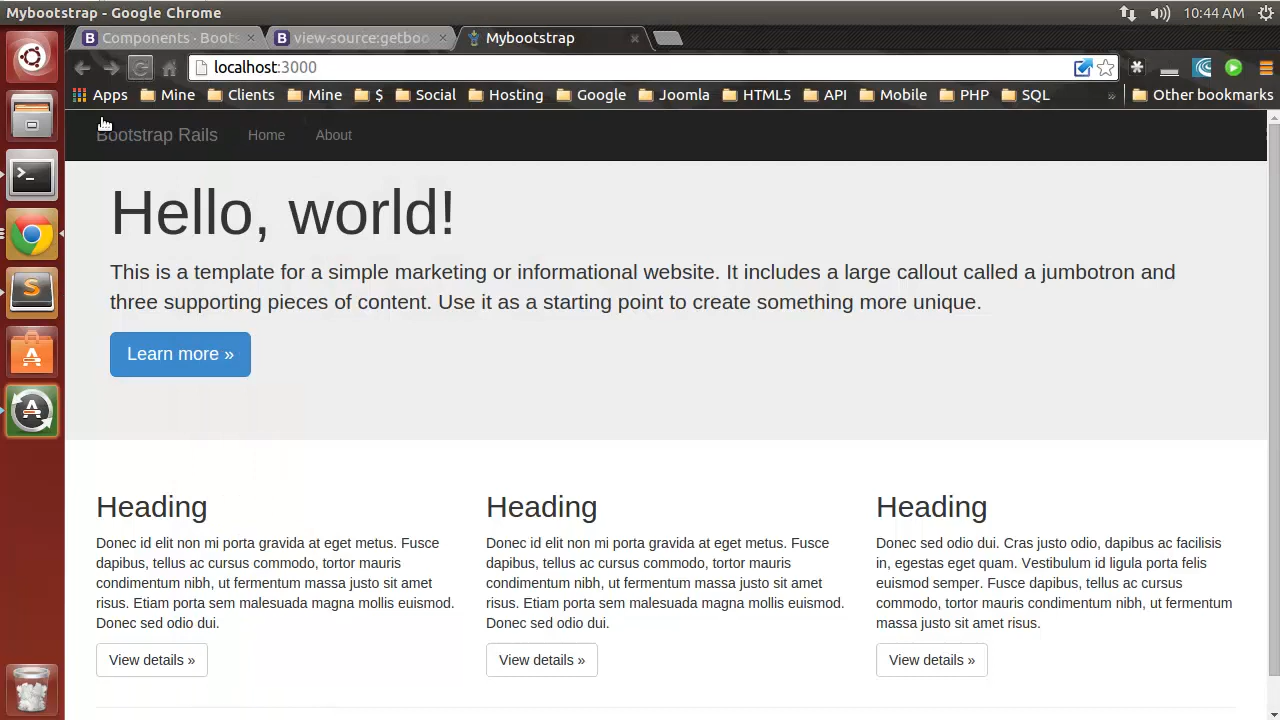 Mybootstrap - Google Chrome
10:44 AM
Components · Boots
view-source:getboo
Mybootstrap
localhost:3000
Apps Mine Clients Mine $ Social Hosting Google Joomla HTML5 API Mobile PHP SQL » Other bookmarks
Bootstrap Rails Home About
Hello, world!
This is a template for a simple marketing or informational website. It includes a large callout called a jumbotron and
three supporting pieces of content. Use it as a starting point to create something more unique.
Learn more »
Heading
Donec id elit non mi porta gravida at eget metus. Fusce
dapibus, tellus ac cursus commodo, tortor mauris
condimentum nibh, ut fermentum massa justo sit amet
risus. Etiam porta sem malesuada magna mollis euismod.
Donec sed odio dui.
View details »
Heading
Donec id elit non mi porta gravida at eget metus. Fusce
dapibus, tellus ac cursus commodo, tortor mauris
condimentum nibh, ut fermentum massa justo sit amet
risus. Etiam porta sem malesuada magna mollis euismod.
Donec sed odio dui.
View details »
Heading
Donec sed odio dui. Cras justo odio, dapibus ac facilisis
in, egestas eget quam. Vestibulum id ligula porta felis
euismod semper. Fusce dapibus, tellus ac cursus
commodo, tortor mauris condimentum nibh, ut fermentum
massa justo sit amet risus.
View details »